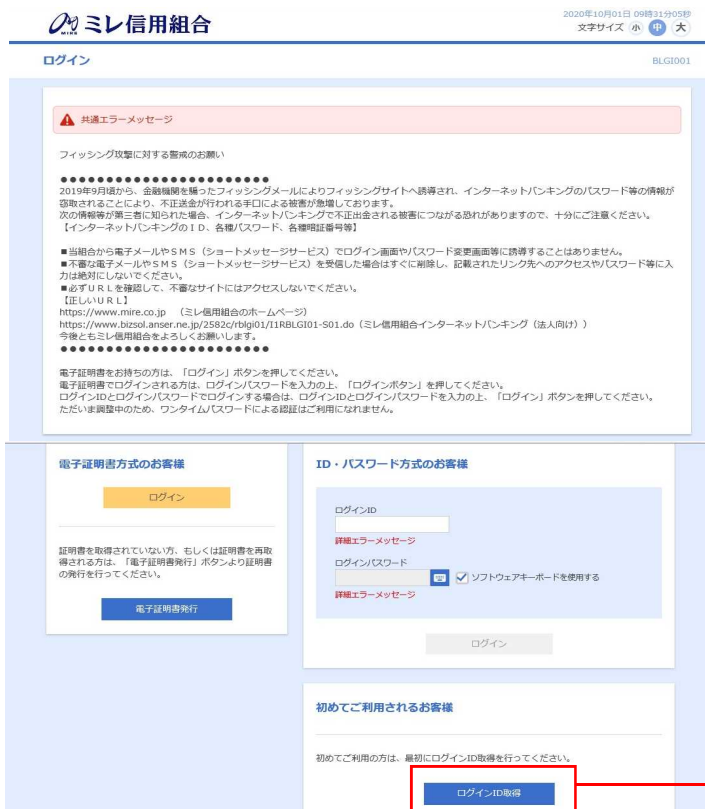 MIRE ミレ信用組合
2020年10月01日 09時31分05秒
文字サイズ 小 中 大
ログイン
BLGI001
共通エラーメッセージ
フィッシング攻撃に対する警戒のお願い
●●●●●●●●●●●●●●●●●●●●●●●
2019年9月頃から、金融機関を騙ったフィッシングメールによりフィッシングサイトへ誘導され、インターネットバンキングのパスワード等の情報が
窃取されることにより、不正送金が行われる手口による被害が急増しております。
次の情報等が第三者に知られた場合、インターネットバンキングで不正出金される被害につながる恐れがありますので、十分にご注意ください。
【インターネットバンキングのＩＤ、各種パスワード、各種暗証番号等】
■当組合から電子メールやＳＭＳ（ショートメッセージサービス）でログイン画面やパスワード変更画面等に誘導することはありません。
■不審な電子メールやＳＭＳ（ショートメッセージサービス）を受信した場合はすぐに削除し、記載されたリンク先へのアクセスやパスワード等に入
力は絶対にしないでください。
■必ずＵＲＬを確認して、不審なサイトにはアクセスしないでください。
【正しいＵＲＬ】
https://www.mire.co.jp （ミレ信用組合のホームページ）
https://www.bizsol.anser.ne.jp/2582c/rblgi01/I1RBLGI01-S01.do（ミレ信用組合インターネットバンキング（法人向け））
今後ともミレ信用組合をよろしくお願いします。
●●●●●●●●●●●●●●●●●●●●●●●
電子証明書をお持ちの方は、「ログイン」ボタンを押してください。
電子証明書でログインされる方は、ログインパスワードを入力の上、「ログインボタン」を押してください。
ログインIDとログインパスワードでログインする場合は、ログインIDとログインパスワードを入力の上、「ログイン」ボタンを押してください。
ただいま調整中のため、ワンタイムパスワードによる認証はご利用になれません。
電子証明書方式のお客様
ログイン
証明書を取得されていない方、もしくは証明書を再取
得される方は、「電子証明書発行」ボタンより証明書
の発行を行ってください。
電子証明書発行
ID・パスワード方式のお客様
ログインID
詳細エラーメッセージ
ログインパスワード
ソフトウェアキーボードを使用する
詳細エラーメッセージ
ログイン
初めてご利用されるお客様
初めてご利用の方は、最初にログインID取得を行ってください。
ログインID取得